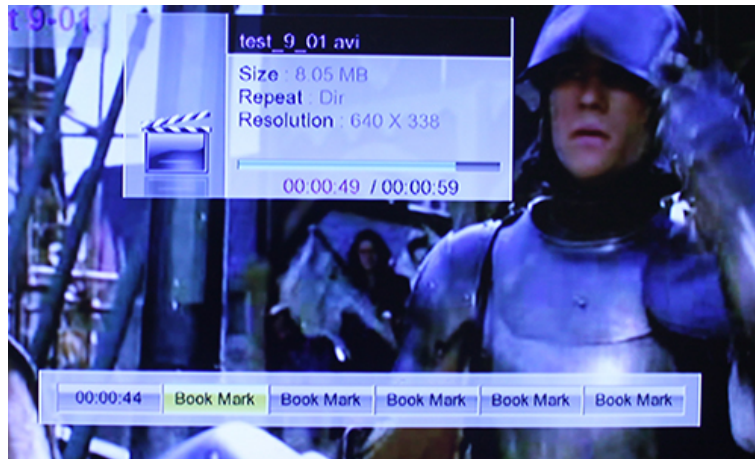 t 9-01
test_9_01 avi
Size : 8.05 MB
Repeat : Dir
Resolution : 640 X 338
00:00:49 / 00:00:59
00:00:44 Book Mark Book Mark Book Mark Book Mark Book Mark